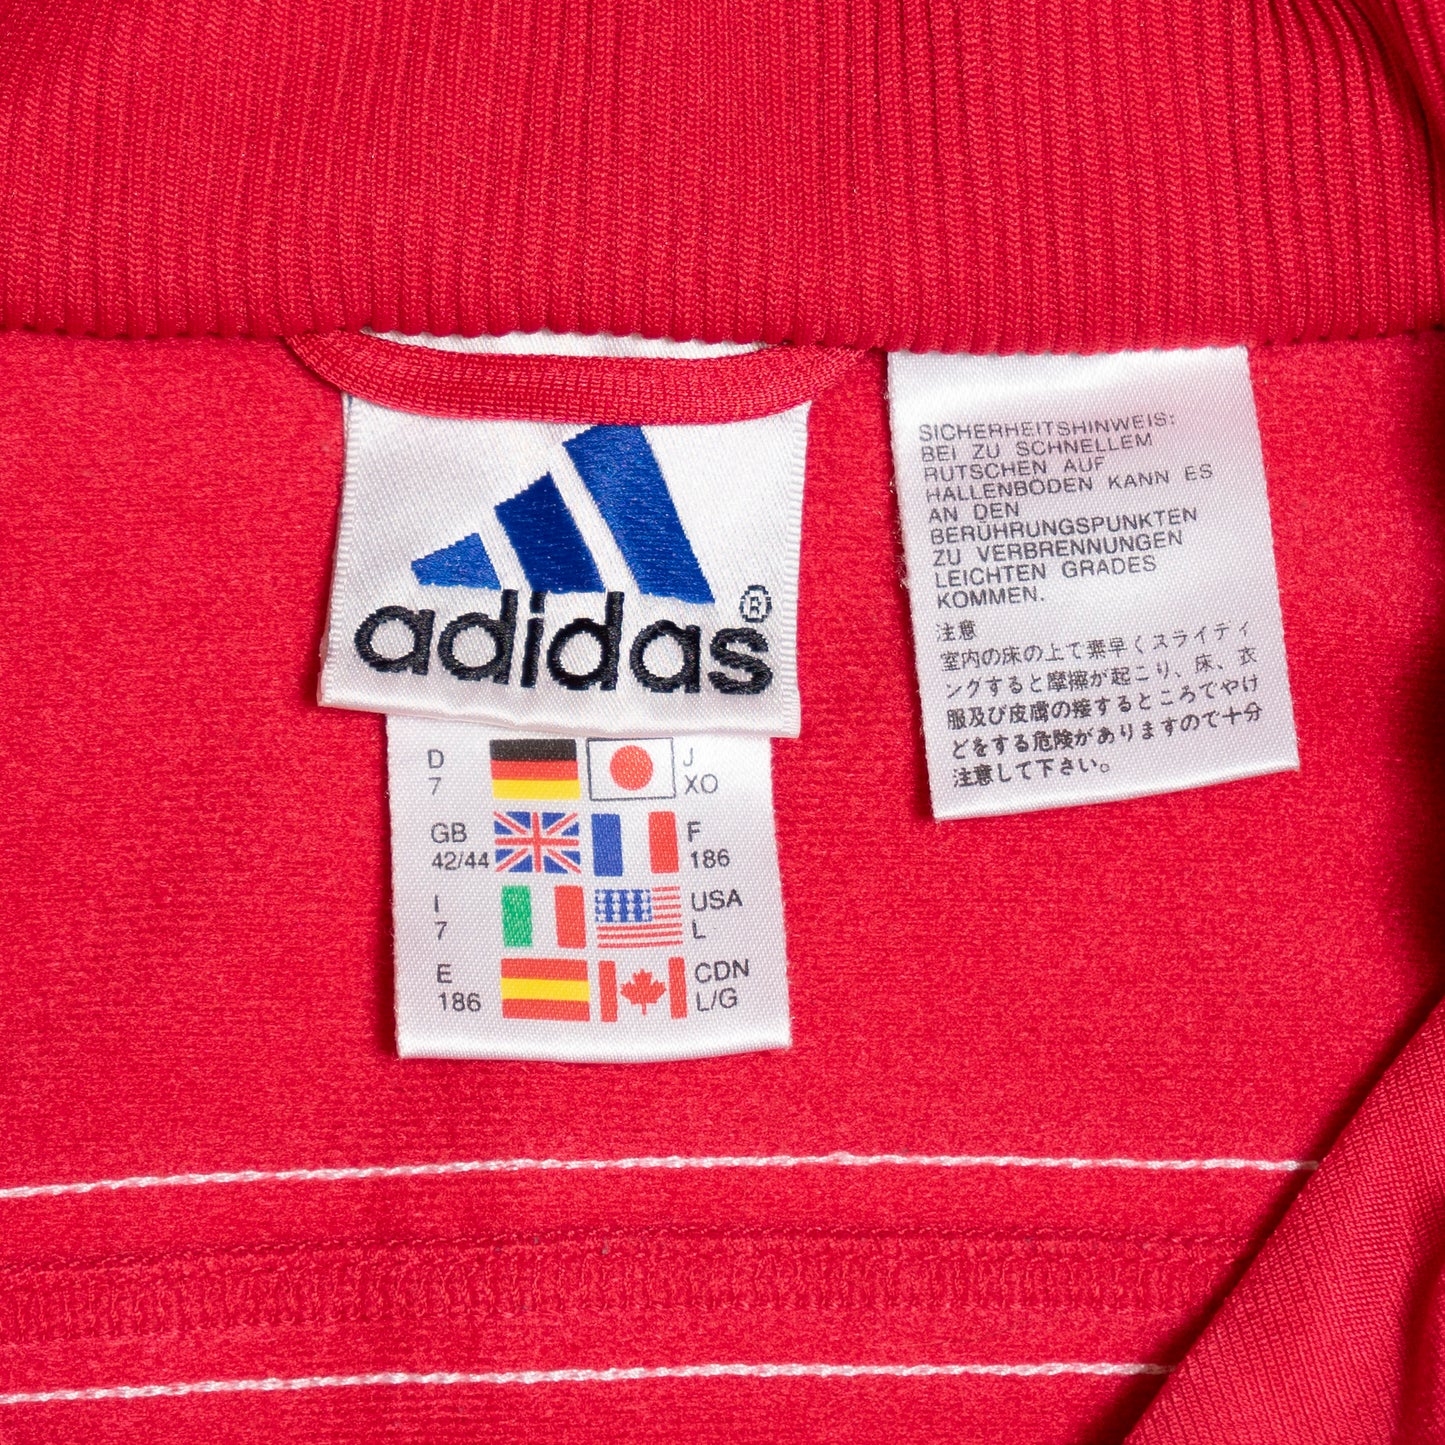 adidas®
D
7
J
XO
GB
42/44
F
186
I
7
USA
L
E
186
CDN
L/G
SICHERHEITSHINWEIS:
BEI ZU SCHNELLEM
RUTSCHEN AUF
HALLENBÖDEN KANN ES
AN DEN
BERÜHRUNGSPUNKTEN
ZU VERBRENNUNGEN
LEICHTEN GRADES
KOMMEN.
注意
室内の床の上て素早くスライディ
ングすると摩擦が起こり、床、衣
服及び皮膚の接するところでやけ
どをする危険がありますので十分
注意して下さい。